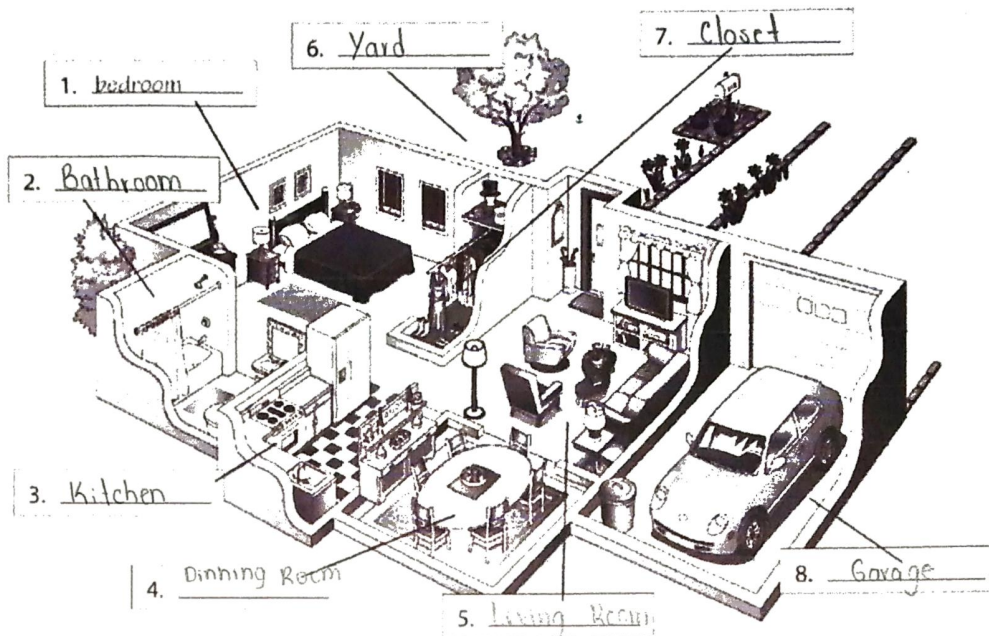 6. Yard
7. Closet
1. bedroom
2. Bathroom
3. Kitchen
4. Dinning Room
5. Living Room
8. Garage